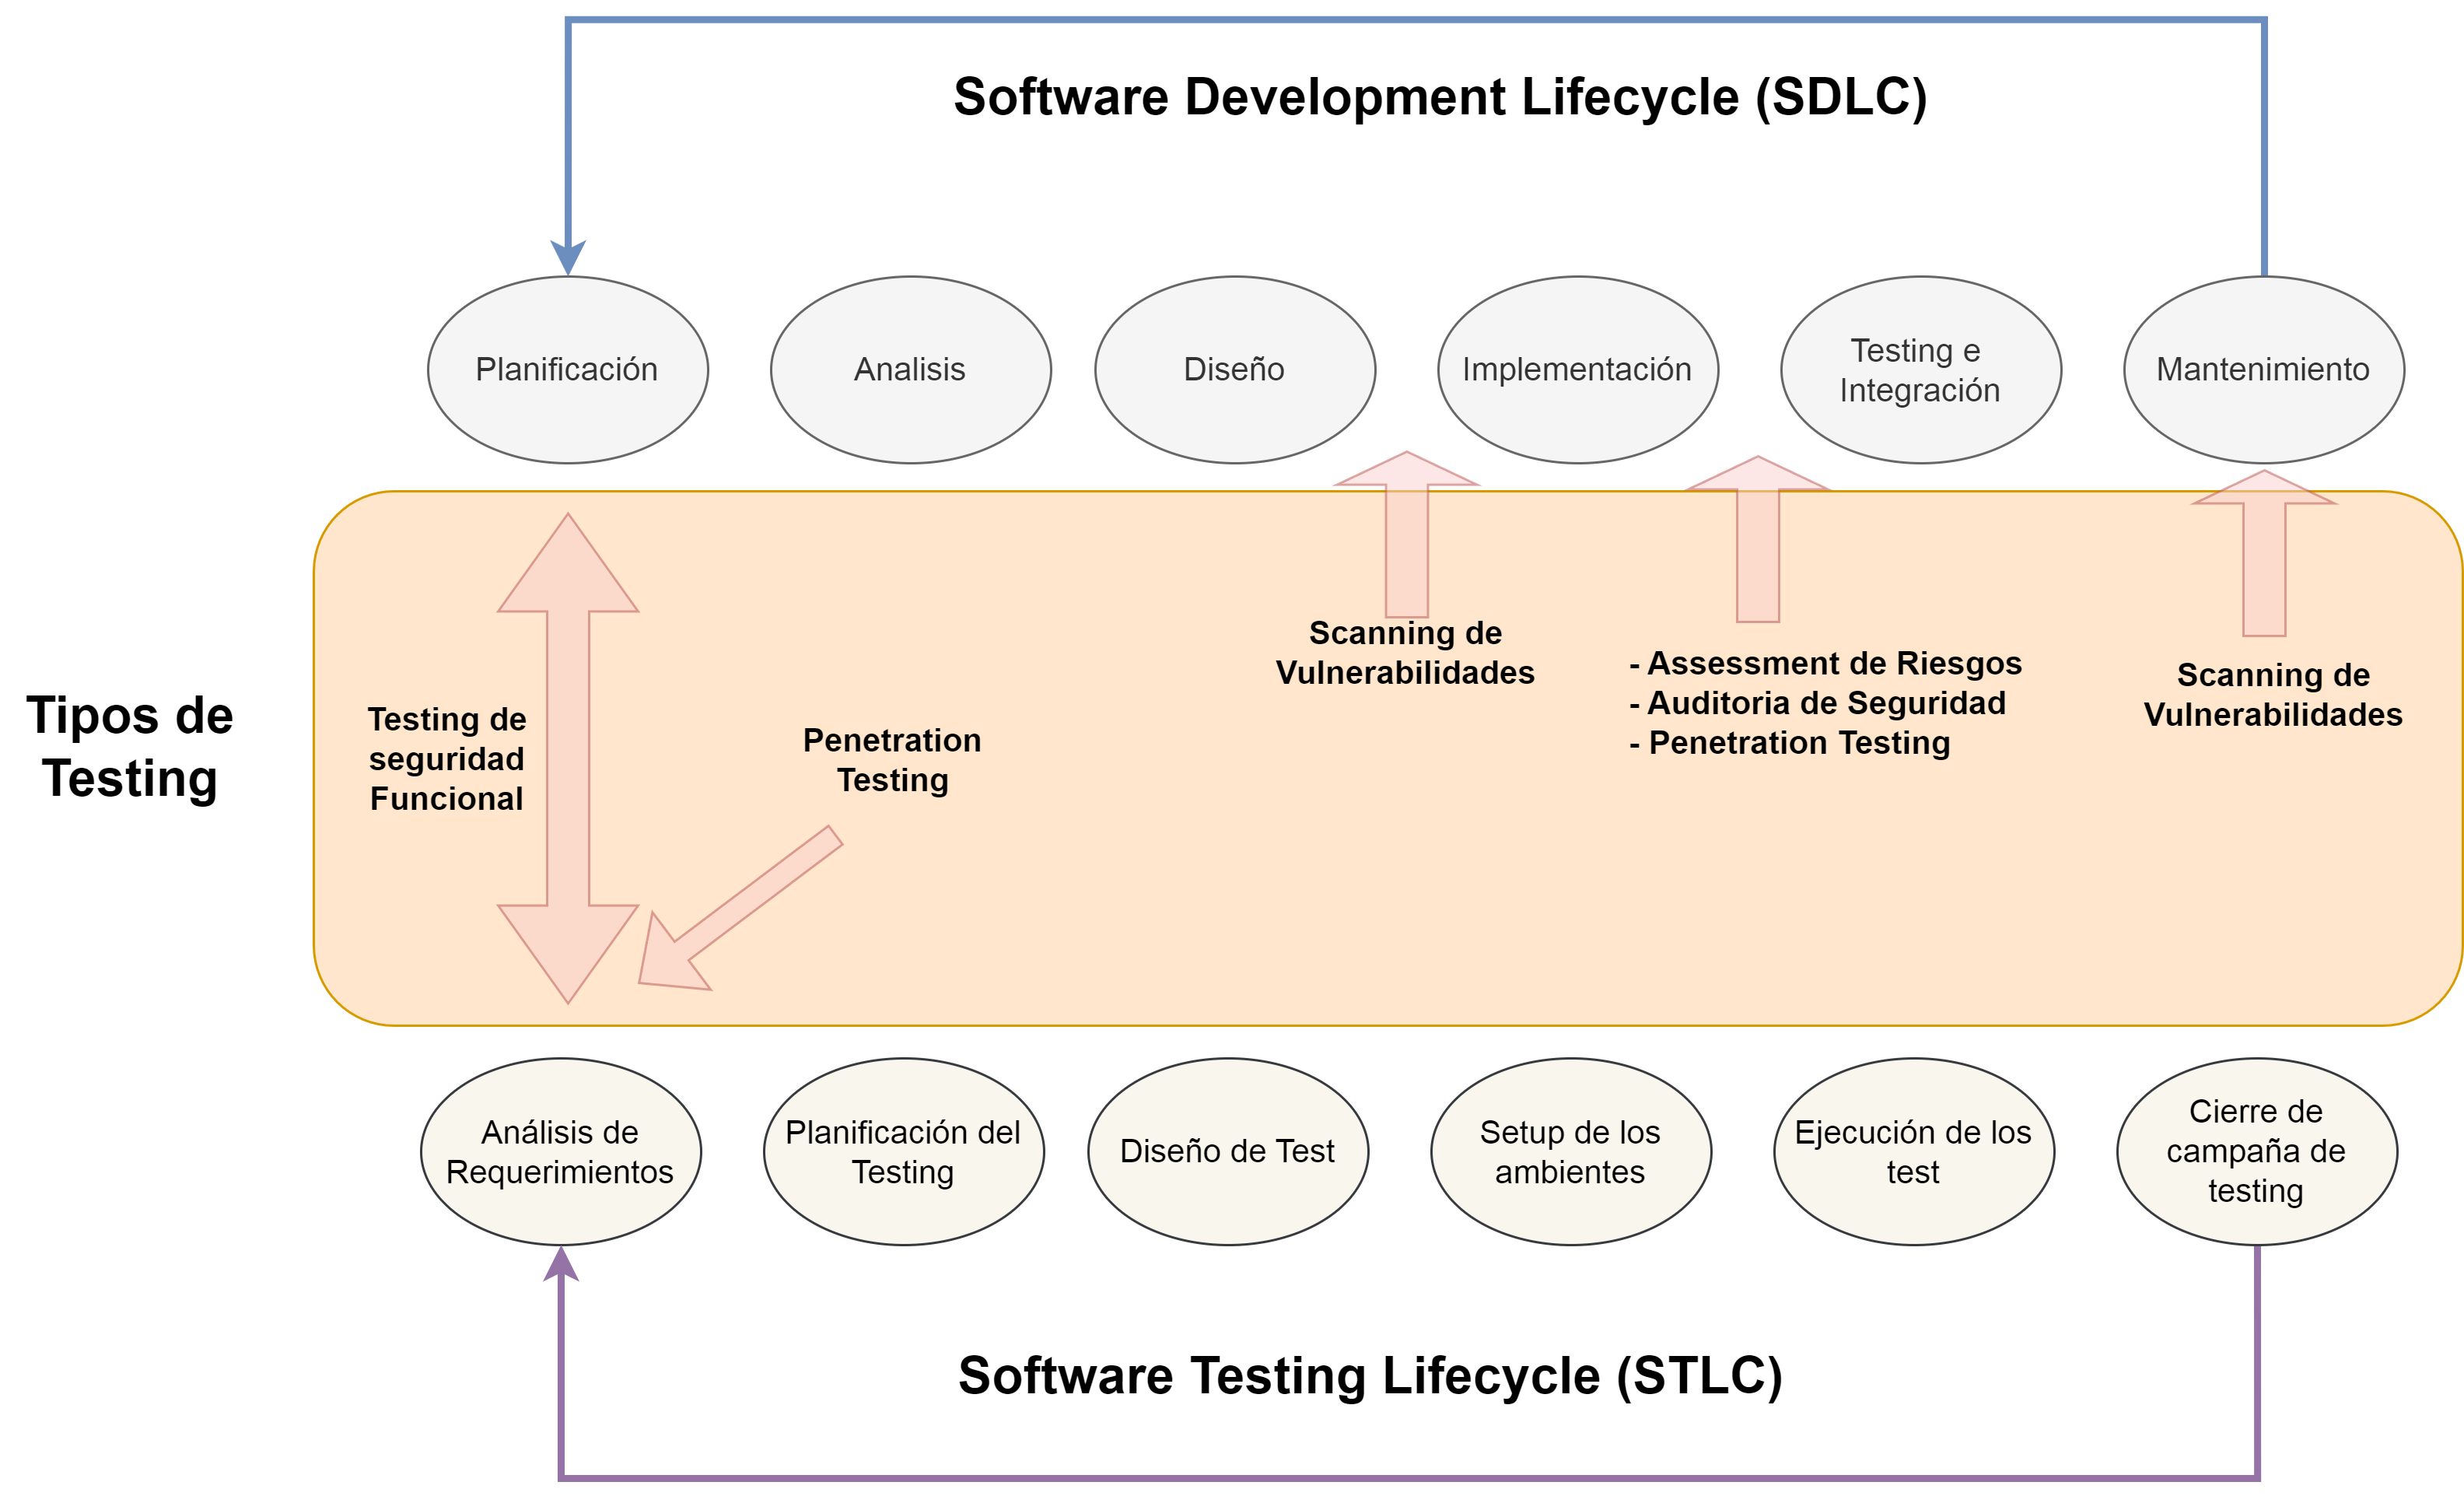 Software Development Lifecycle (SDLC)
Planificación
Analisis
Diseño
Implementación
Testing e
Integración
Mantenimiento
Tipos de
Testing
Testing de
seguridad
Funcional
Penetration
Testing
Scanning de
Vulnerabilidades
- Assessment de Riesgos
- Auditoria de Seguridad
- Penetration Testing
Scanning de
Vulnerabilidades
Análisis de
Requerimientos
Planificación del
Testing
Diseño de Test
Setup de los
ambientes
Ejecución de los
test
Cierre de
campaña de
testing
Software Testing Lifecycle (STLC)